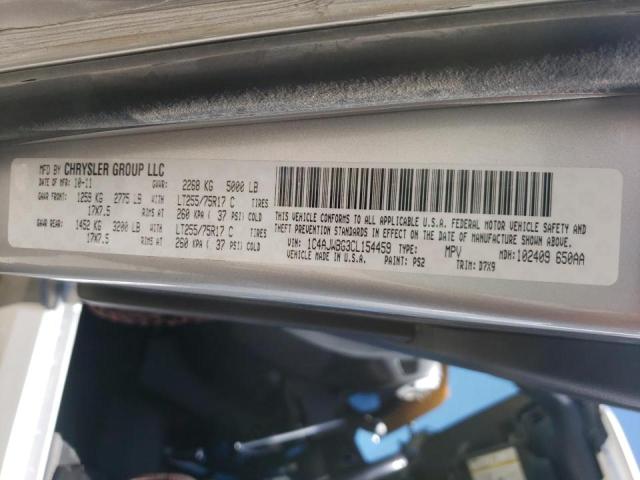 MFD BY CHRYSLER GROUP LLC
DATE OF MFR 10-11 GVWR: 2268 KG 5000 LB
GAWR FRONT: 1259 KG 2775 LB WITH LT255/75R17 C TIRES
17X7.5 RIMS AT 260 KPA ( 37 PSI) COLD
GAWR REAR: 1452 KG 3200 LB WITH LT255/75R17 C TIRES
17X7.5 RIMS AT 260 KPA ( 37 PSI) COLD
THIS VEHICLE CONFORMS TO ALL APPLICABLE U.S.A. FEDERAL MOTOR VEHICLE SAFETY AND
THEFT PREVENTION STANDARDS IN EFFECT ON THE DATE OF MANUFACTURE SHOWN ABOVE.
VIN: 1C4AJWBG3CL154459 TYPE: MPV MDH: 102409 650AA
VEHICLE MADE IN U.S.A. PAINT: PS2 TRIM: D7X9